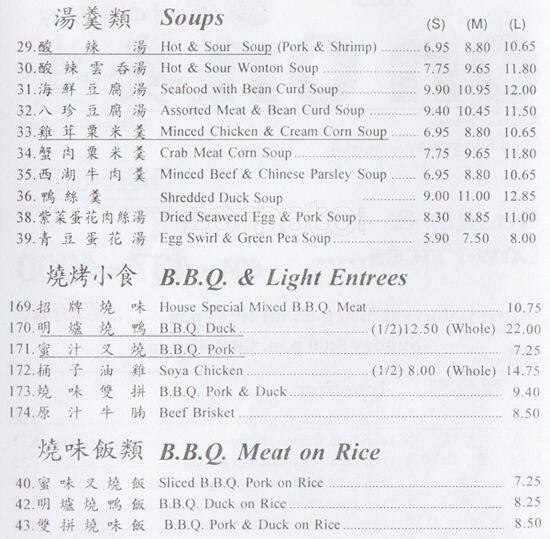 湯羹類 Soups (S) (M) (L)
29.酸辣湯 Hot & Sour Soup (Pork & Shrimp) .......... 6.95 8.80 10.65
30.酸辣雲吞湯 Hot & Sour Wonton Soup .......... 7.75 9.65 11.80
31.海鮮豆腐湯 Seafood with Bean Curd Soup .......... 9.90 10.95 12.00
32.八珍豆腐湯 Assorted Meat & Bean Curd Soup .......... 9.40 10.45 11.50
33.雞茸粟米羹 Minced Chicken & Cream Corn Soup .......... 6.95 8.80 10.65
34.蟹肉粟米羹 Crab Meat Corn Soup .......... 7.75 9.65 11.80
35.西湖牛肉羹 Minced Beef & Chinese Parsley Soup .......... 6.95 8.80 10.65
36.鴨絲羹 Shredded Duck Soup .......... 9.00 11.00 12.85
38.紫菜蛋花肉絲湯 Dried Seaweed Egg & Pork Soup .......... 8.30 8.85 11.00
39.青豆蛋花湯 Egg Swirl & Green Pea Soup .......... 5.90 7.50 8.00
燒烤小食 B.B.Q. & Light Entrees
169.招牌燒味 House Special Mixed B.B.Q. Meat .......... 10.75
170.明爐燒鴨 B.B.Q. Duck .......... (1/2)12.50 (Whole) 22.00
171.蜜汁叉燒 B.B.Q. Pork .......... 7.25
172.桶子油雞 Soya Chicken .......... (1/2) 8.00 (Whole) 14.75
173.燒味雙拼 B.B.Q. Pork & Duck .......... 9.40
174.原汁牛腩 Beef Brisket .......... 8.50
燒味飯類 B.B.Q. Meat on Rice
40.蜜味叉燒飯 Sliced B.B.Q. Pork on Rice .......... 7.25
42.明爐燒鴨飯 B.B.Q. Duck on Rice .......... 8.25
43.雙拼燒味飯 B.B.Q. Pork & Duck on Rice .......... 8.50